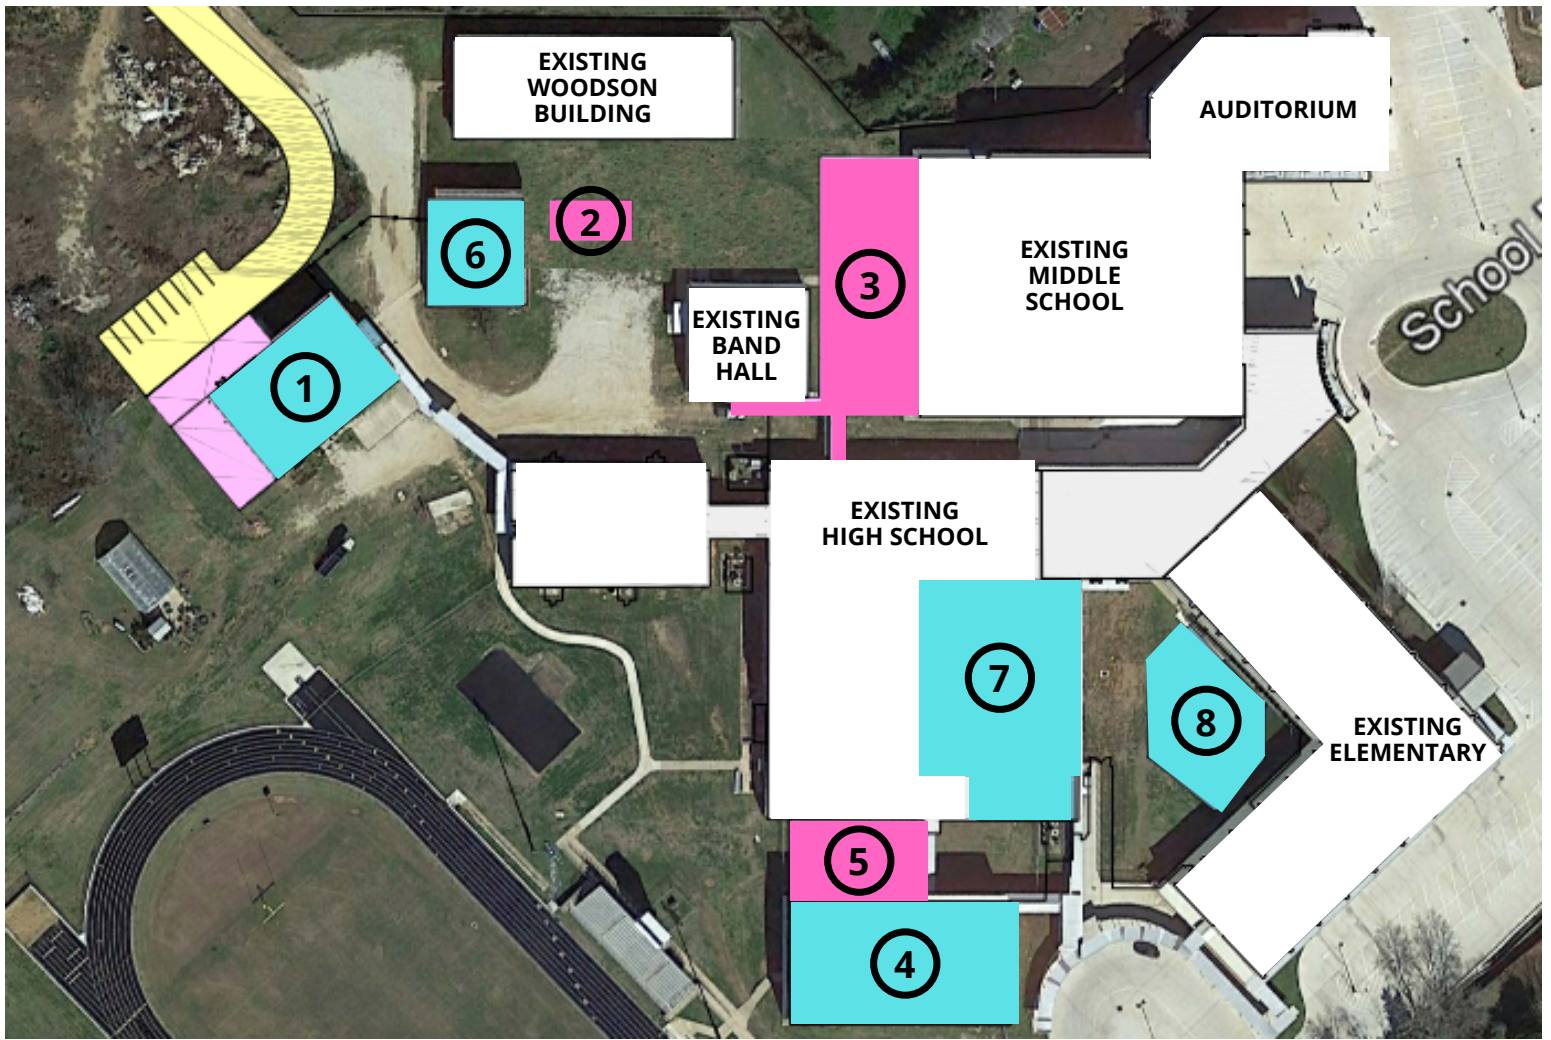 EXISTING
WOODSON
BUILDING
AUDITORIUM
2
6
3
EXISTING
MIDDLE
SCHOOL
School
EXISTING
BAND
HALL
1
EXISTING
HIGH SCHOOL
7
8
EXISTING
ELEMENTARY
5
4